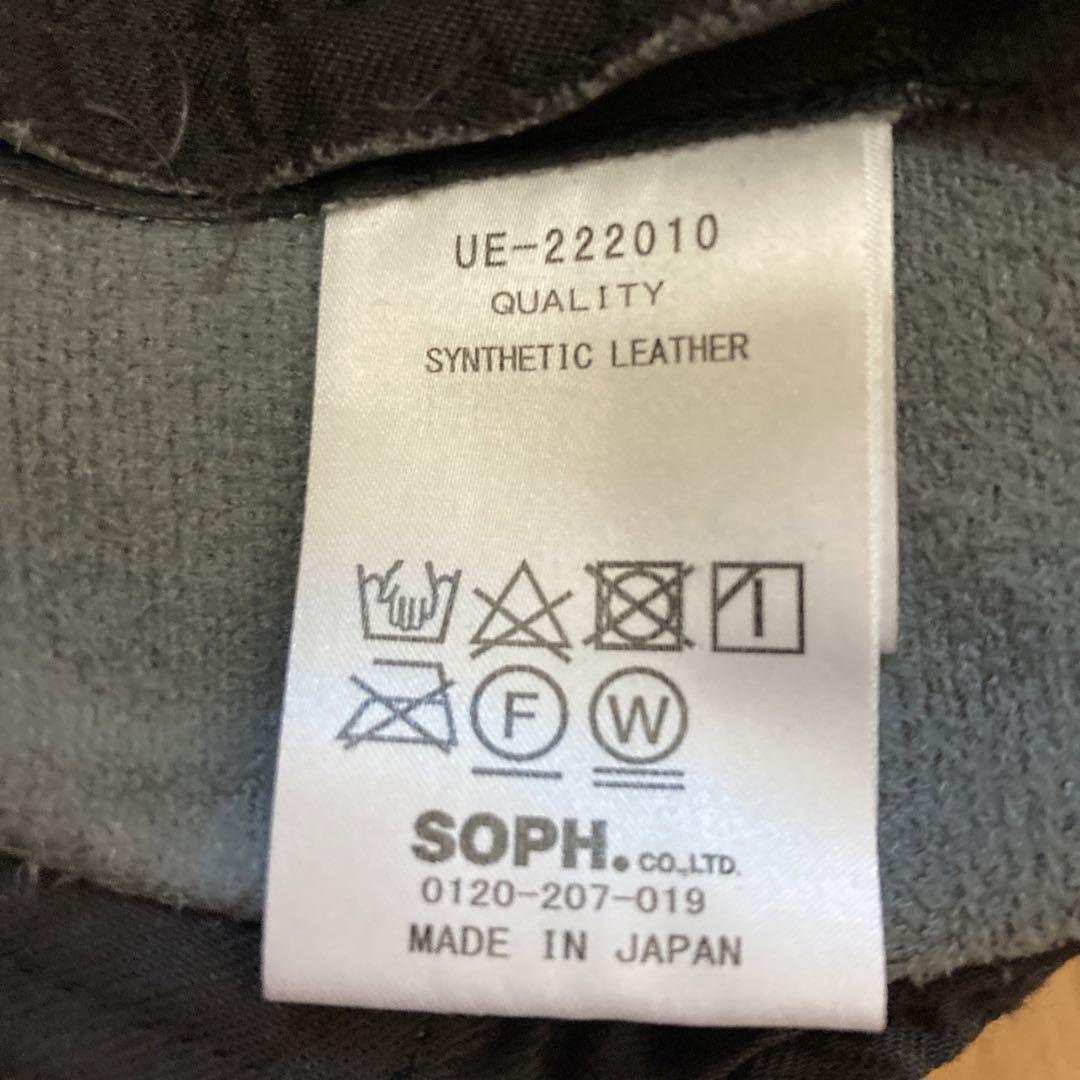 UE-222010
QUALITY
SYNTHETIC LEATHER
F W
SOPH. CO.,LTD.
0120-207-019
MADE IN JAPAN